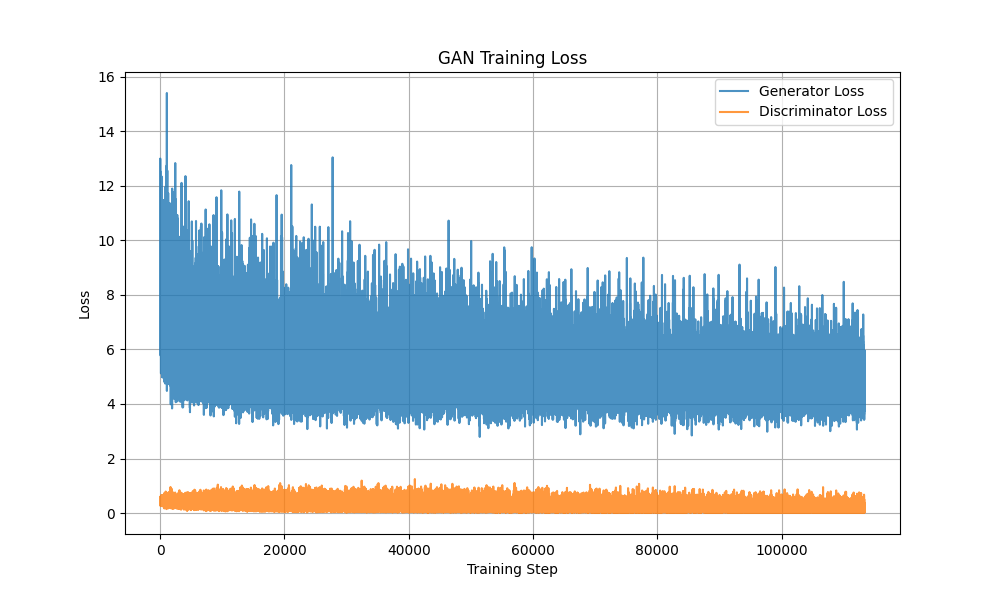 GAN Training Loss
Generator Loss
Discriminator Loss
Loss
16
14
12
10
8
6
4
2
0
0 20000 40000 60000 80000 100000
Training Step